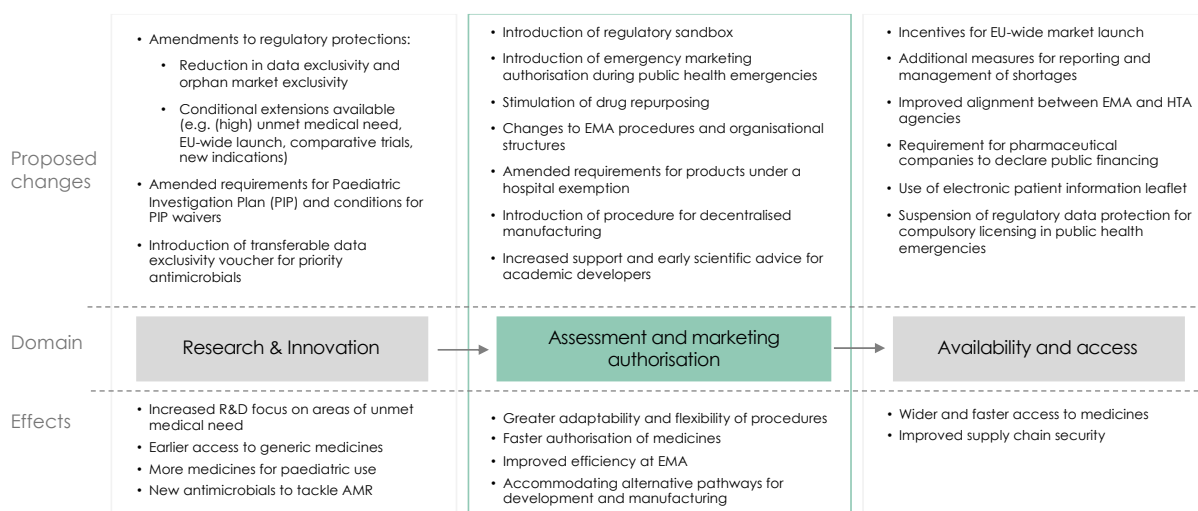 Proposed
changes
• Amendments to regulatory protections:
• Reduction in data exclusivity and
orphan market exclusivity
• Conditional extensions available
(e.g. (high) unmet medical need,
EU-wide launch, comparative trials,
new indications)
• Amended requirements for Paediatric
Investigation Plan (PIP) and conditions for
PIP waivers
• Introduction of transferable data
exclusivity voucher for priority
antimicrobials
• Introduction of regulatory sandbox
• Introduction of emergency marketing
authorisation during public health emergencies
• Stimulation of drug repurposing
• Changes to EMA procedures and organisational
structures
• Amended requirements for products under a
hospital exemption
• Introduction of procedure for decentralised
manufacturing
• Increased support and early scientific advice for
academic developers
• Incentives for EU-wide market launch
• Additional measures for reporting and
management of shortages
• Improved alignment between EMA and HTA
agencies
• Requirement for pharmaceutical
companies to declare public financing
• Use of electronic patient information leaflet
• Suspension of regulatory data protection for
compulsory licensing in public health
emergencies
Domain
Research & Innovation
Assessment and marketing
authorisation
Availability and access
Effects
• Increased R&D focus on areas of unmet
medical need
• Earlier access to generic medicines
• More medicines for paediatric use
• New antimicrobials to tackle AMR
• Greater adaptability and flexibility of procedures
• Faster authorisation of medicines
• Improved efficiency at EMA
• Accommodating alternative pathways for
development and manufacturing
• Wider and faster access to medicines
• Improved supply chain security